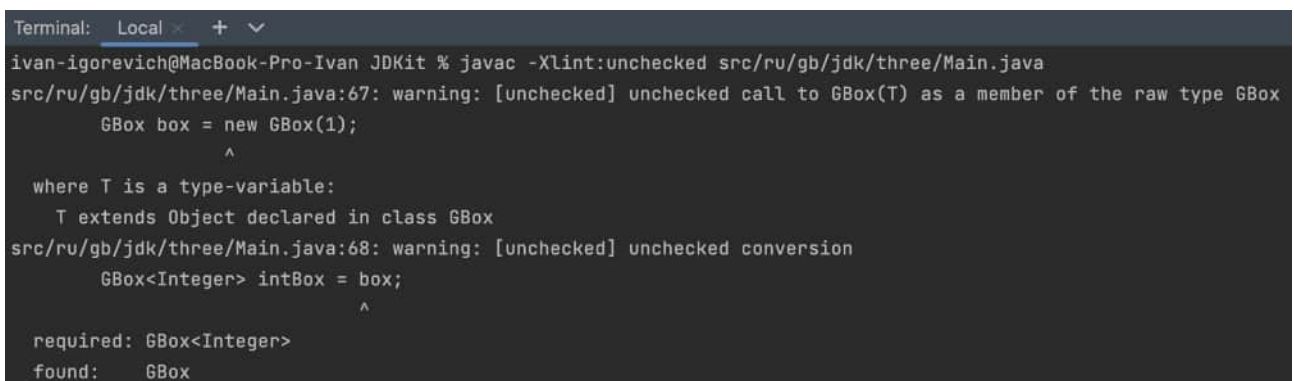 Terminal: Local × + ∨
ivan-igorevich@MacBook-Pro-Ivan JDKit % javac -Xlint:unchecked src/ru/gb/jdk/three/Main.java
src/ru/gb/jdk/three/Main.java:67: warning: [unchecked] unchecked call to GBox(T) as a member of the raw type GBox
        GBox box = new GBox(1);
                   ^
  where T is a type-variable:
    T extends Object declared in class GBox
src/ru/gb/jdk/three/Main.java:68: warning: [unchecked] unchecked conversion
        GBox<Integer> intBox = box;
                               ^
  required: GBox<Integer>
  found:    GBox